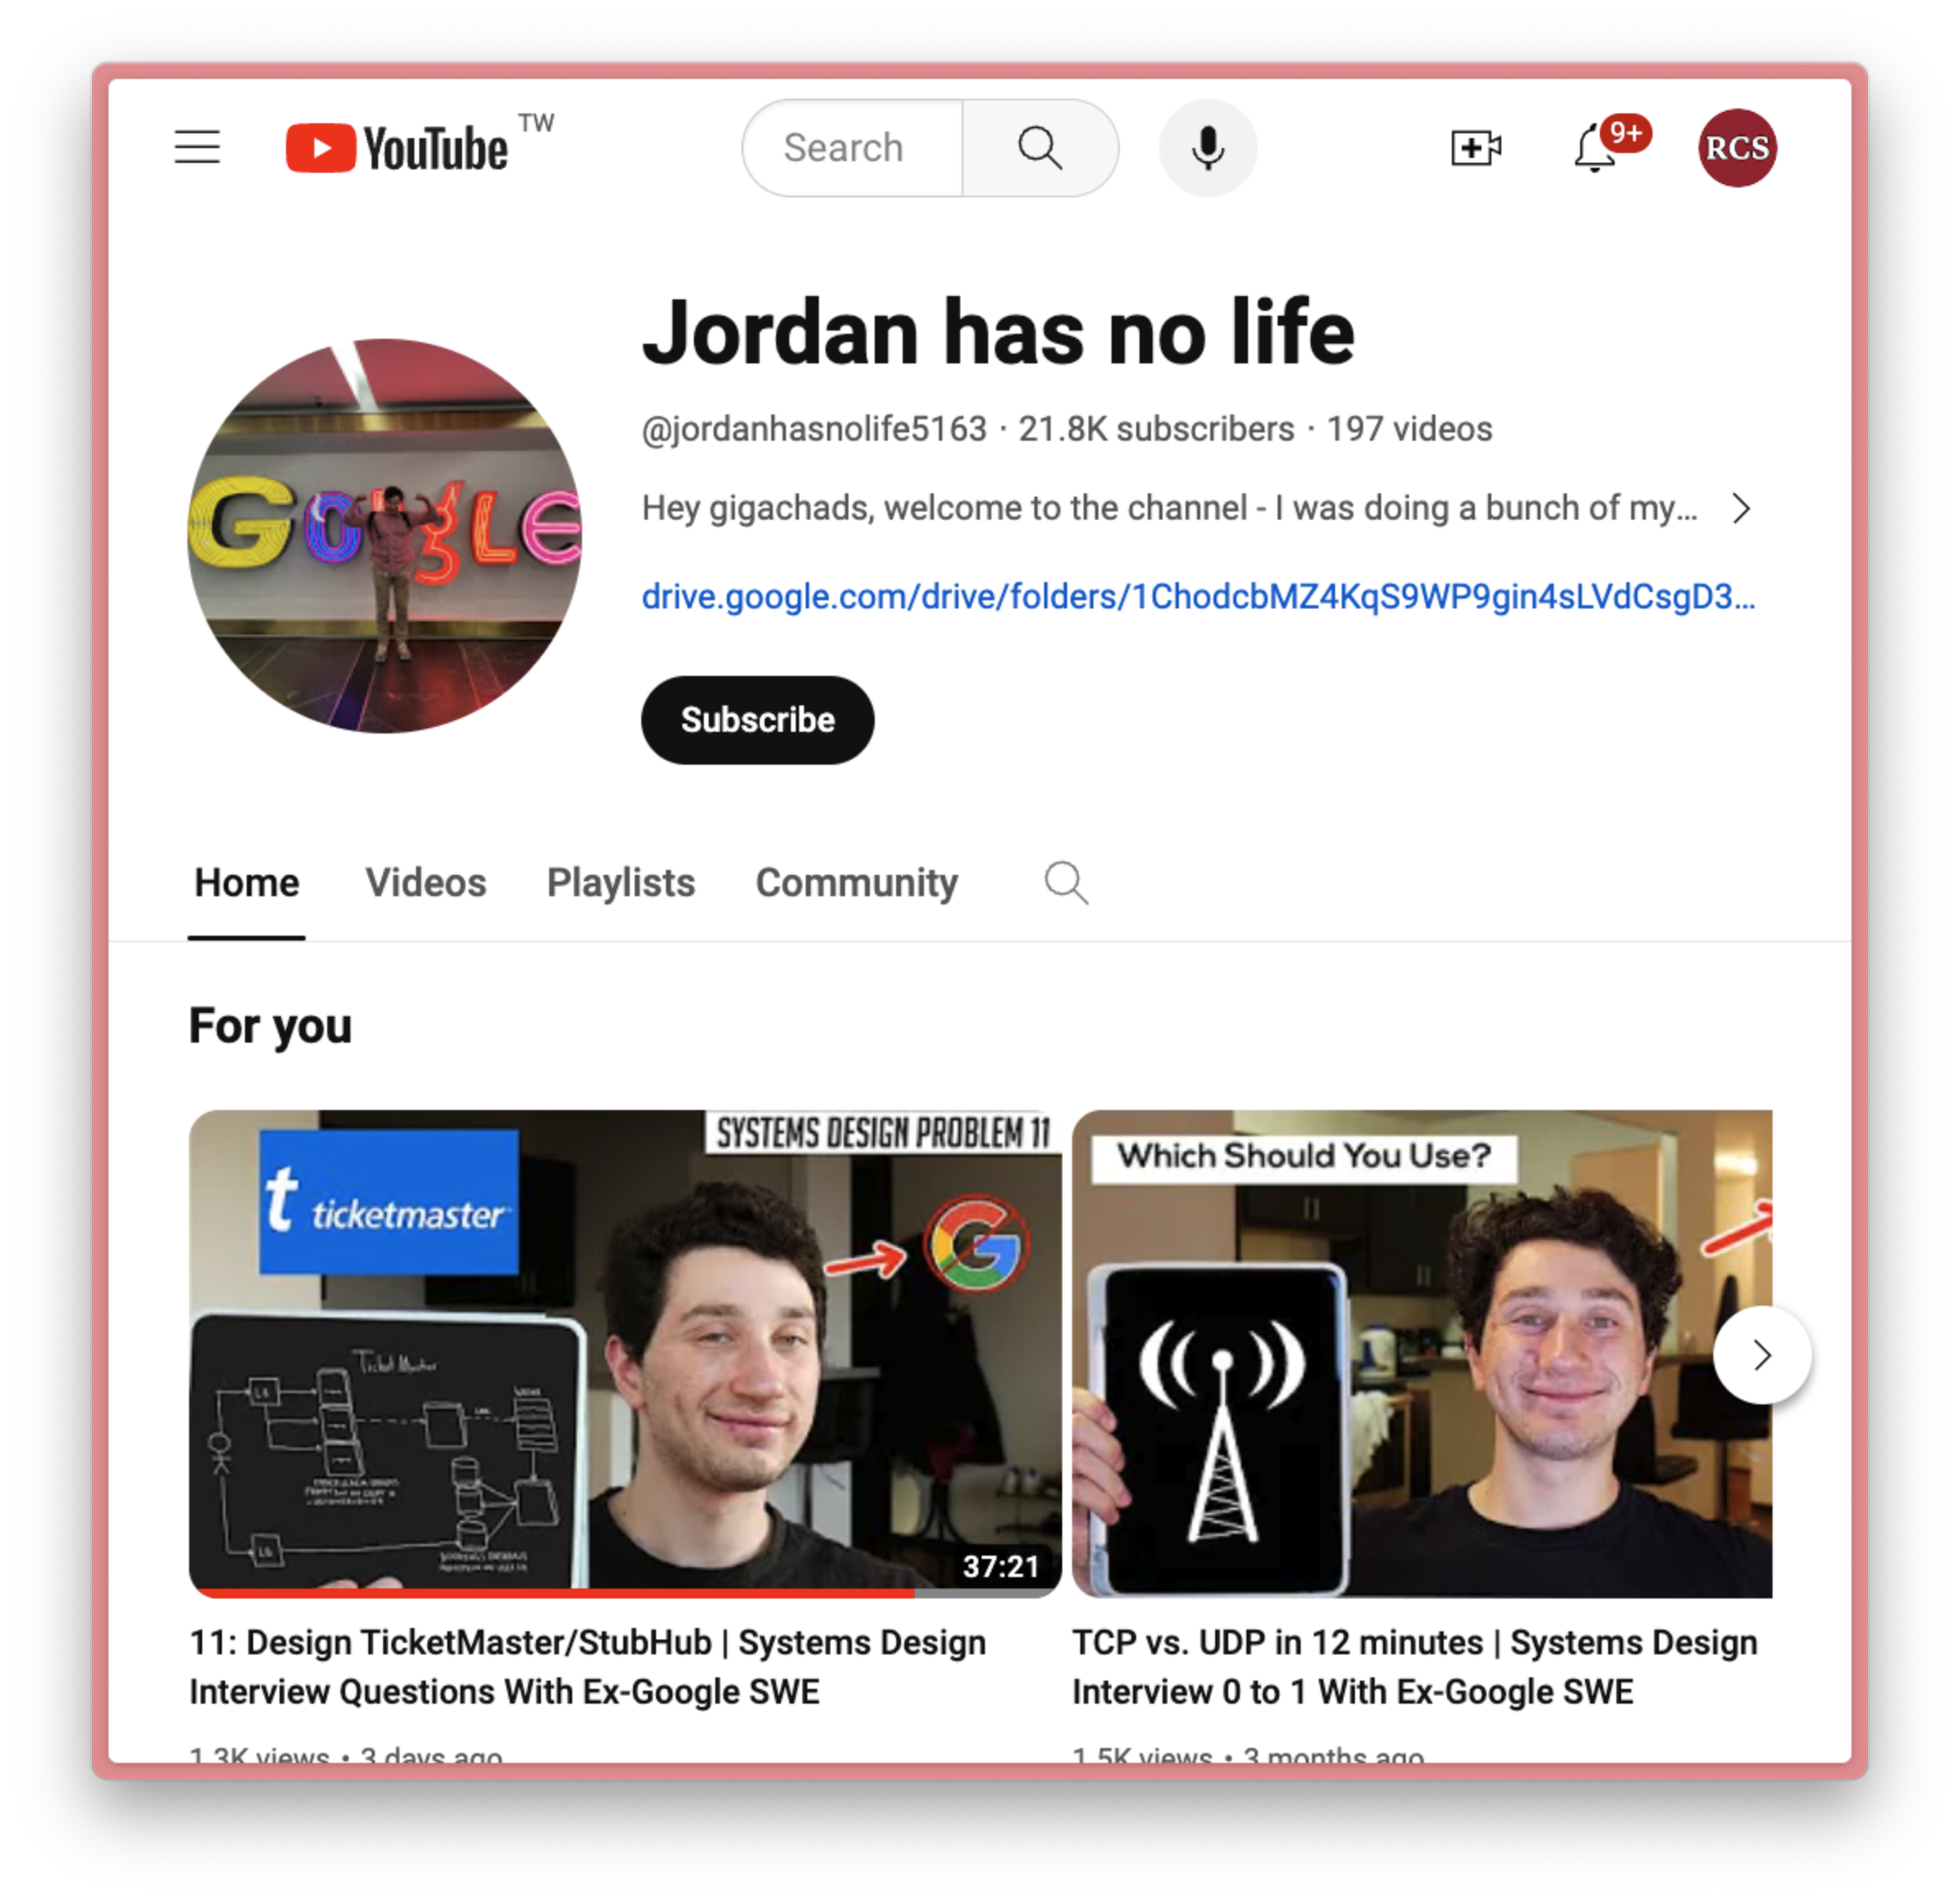 YouTube TW
Search
9+
RCS
Jordan has no life
@jordanhasnolife5163 · 21.8K subscribers · 197 videos
Hey gigachads, welcome to the channel - I was doing a bunch of my...
drive.google.com/drive/folders/1ChodcbMZ4KqS9WP9gin4sLVdCsgD3...
Subscribe
Home Videos Playlists Community
For you
SYSTEMS DESIGN PROBLEM 11
t ticketmaster
Ticket Master
37:21
Which Should You Use?
11: Design TicketMaster/StubHub | Systems Design
Interview Questions With Ex-Google SWE
1.3K views • 3 days ago
TCP vs. UDP in 12 minutes | Systems Design
Interview 0 to 1 With Ex-Google SWE
1.5K views • 3 months ago
GOOGLE